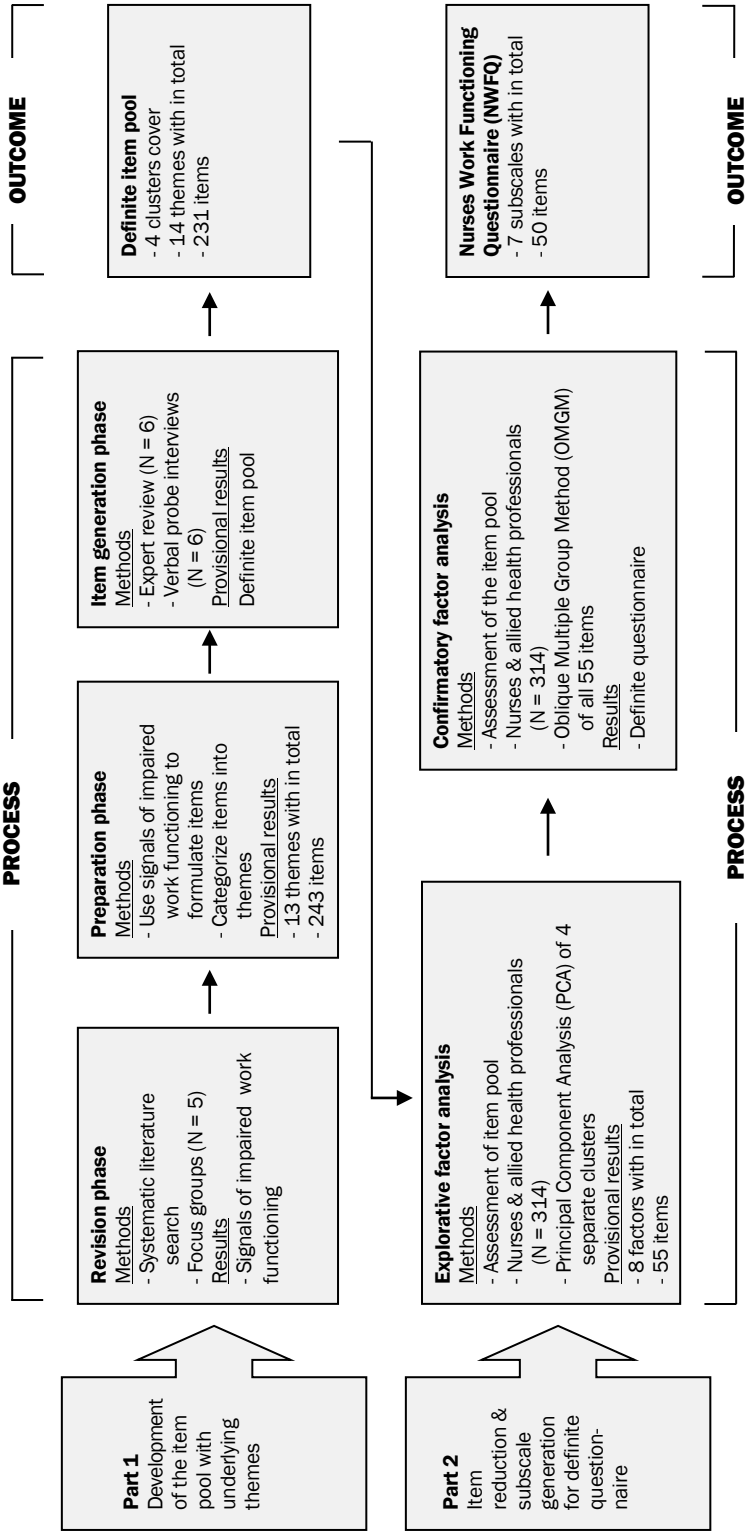 PROCESS
OUTCOME
Part 1
Development
of the item
pool with
underlying
themes
Revision phase
Methods
- Systematic literature
search
- Focus groups (N = 5)
Results
- Signals of impaired work
functioning
Preparation phase
Methods
- Use signals of impaired
work functioning to
formulate items
- Categorize items into
themes
Provisional results
- 13 themes with in total
- 243 items
Item generation phase
Methods
- Expert review (N = 6)
- Verbal probe interviews
(N = 6)
Provisional results
Definite item pool
Definite item pool
- 4 clusters cover
- 14 themes with in total
- 231 items
Part 2
Item
reduction &
subscale
generation
for definite
question-
naire
Explorative factor analysis
Methods
- Assessment of item pool
- Nurses & allied health professionals
(N = 314)
- Principal Component Analysis (PCA) of 4
separate clusters
Provisional results
- 8 factors with in total
- 55 items
Confirmatory factor analysis
Methods
- Assessment of the item pool
- Nurses & allied health professionals
(N = 314)
- Oblique Multiple Group Method (OMGM)
of all 55 items
Results
- Definite questionnaire
Nurses Work Functioning
Questionnaire (NWFQ)
- 7 subscales with in total
- 50 items
PROCESS
OUTCOME